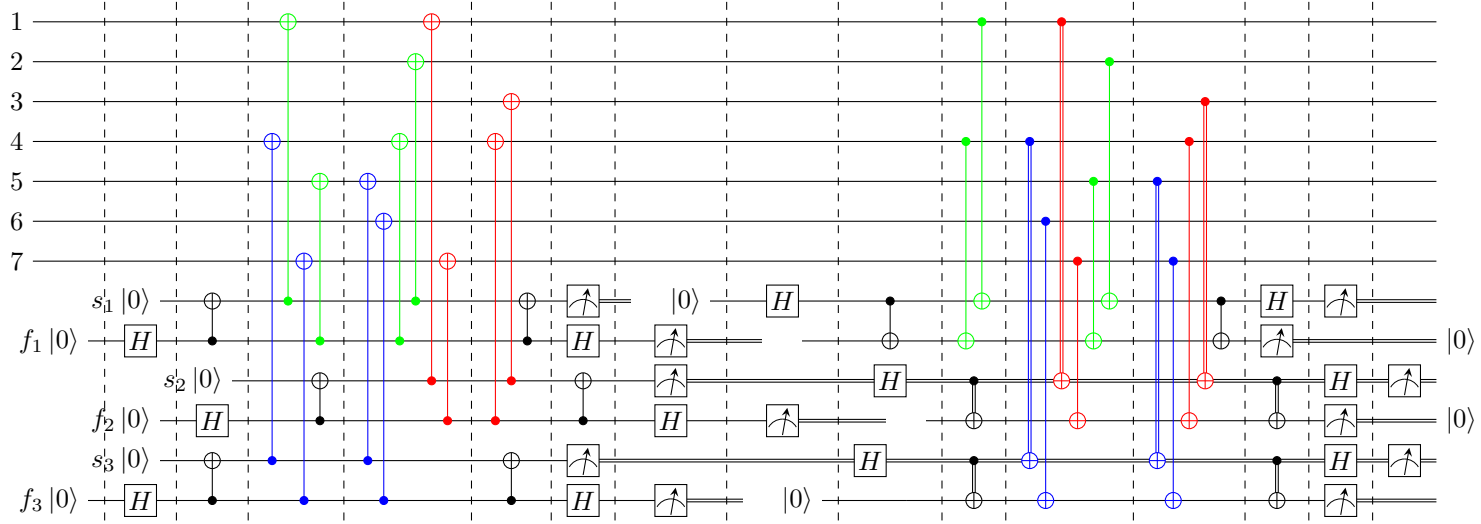 1
2
3
4
5
6
7
s₁ |0⟩ |0⟩ H H
f₁ |0⟩ H H |0⟩
s₂ |0⟩ H H
f₂ |0⟩ H H |0⟩
s₃ |0⟩ H H
f₃ |0⟩ H H |0⟩